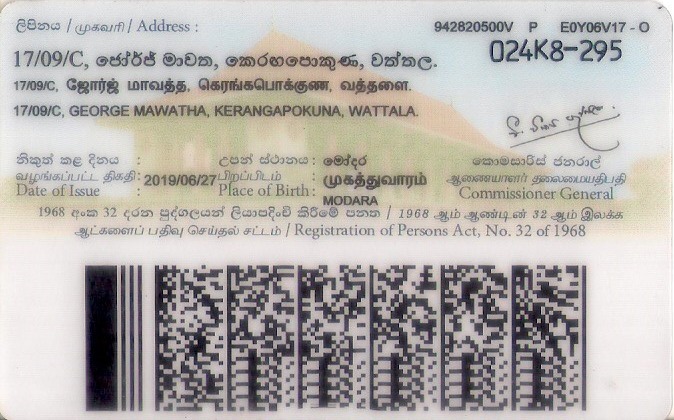 ලිපිනය / முகவரி / Address : 942820500V P E0Y06V17 - O
024K8-295
17/09/C, ජෝර්ජ් මාවත, කෙරඟපොකුණ, වත්තල.
17/09/C, ஜோர்ஜ் மாவத்த, கெரங்கபொக்குண, வத்தளை.
17/09/C, GEORGE MAWATHA, KERANGAPOKUNA, WATTALA.
නිකුත් කළ දිනය : උපන් ස්ථානය : මෝදර කොමසාරිස් ජනරාල්
வழங்கப்பட்ட திகதி : 2019/06/27 பிறப்பிடம் : முகத்துவாரம் ஆணையாளர் தலைமையதிபதி
Date of Issue : Place of Birth : MODARA Commissioner General
1968 අංක 32 දරන පුද්ගලයන් ලියාපදිංචි කිරීමේ පනත / 1968 ஆம் ஆண்டின் 32 ஆம் இலக்க
ஆட்களைப் பதிவு செய்தல் சட்டம் / Registration of Persons Act, No. 32 of 1968